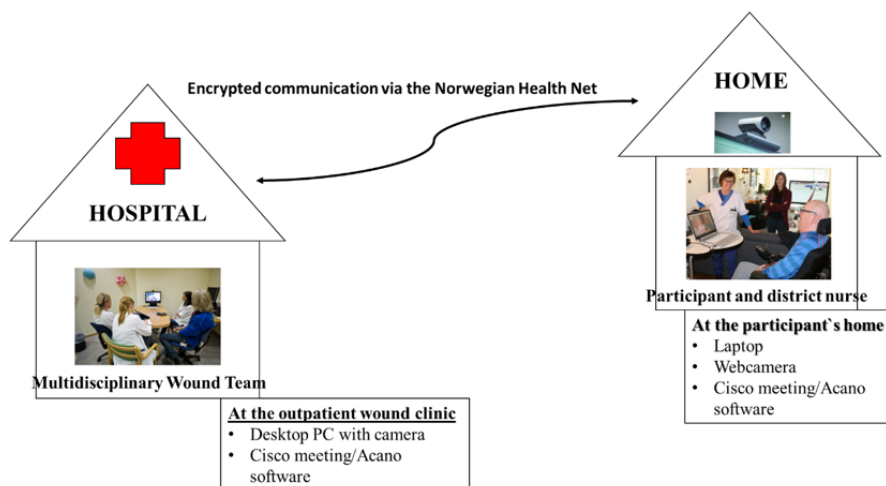 Encrypted communication via the Norwegian Health Net
HOSPITAL
Multidisciplinary Wound Team
At the outpatient wound clinic
• Desktop PC with camera
• Cisco meeting/Acano
software
HOME
Participant and district nurse
At the participant`s home
• Laptop
• Webcamera
• Cisco meeting/Acano
software